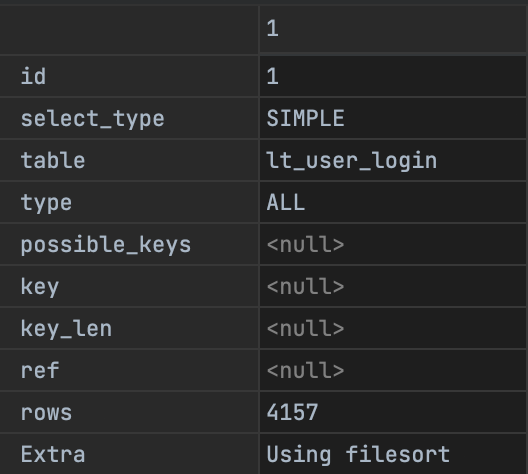 1
id 1
select_type SIMPLE
table lt_user_login
type ALL
possible_keys <null>
key <null>
key_len <null>
ref <null>
rows 4157
Extra Using filesort